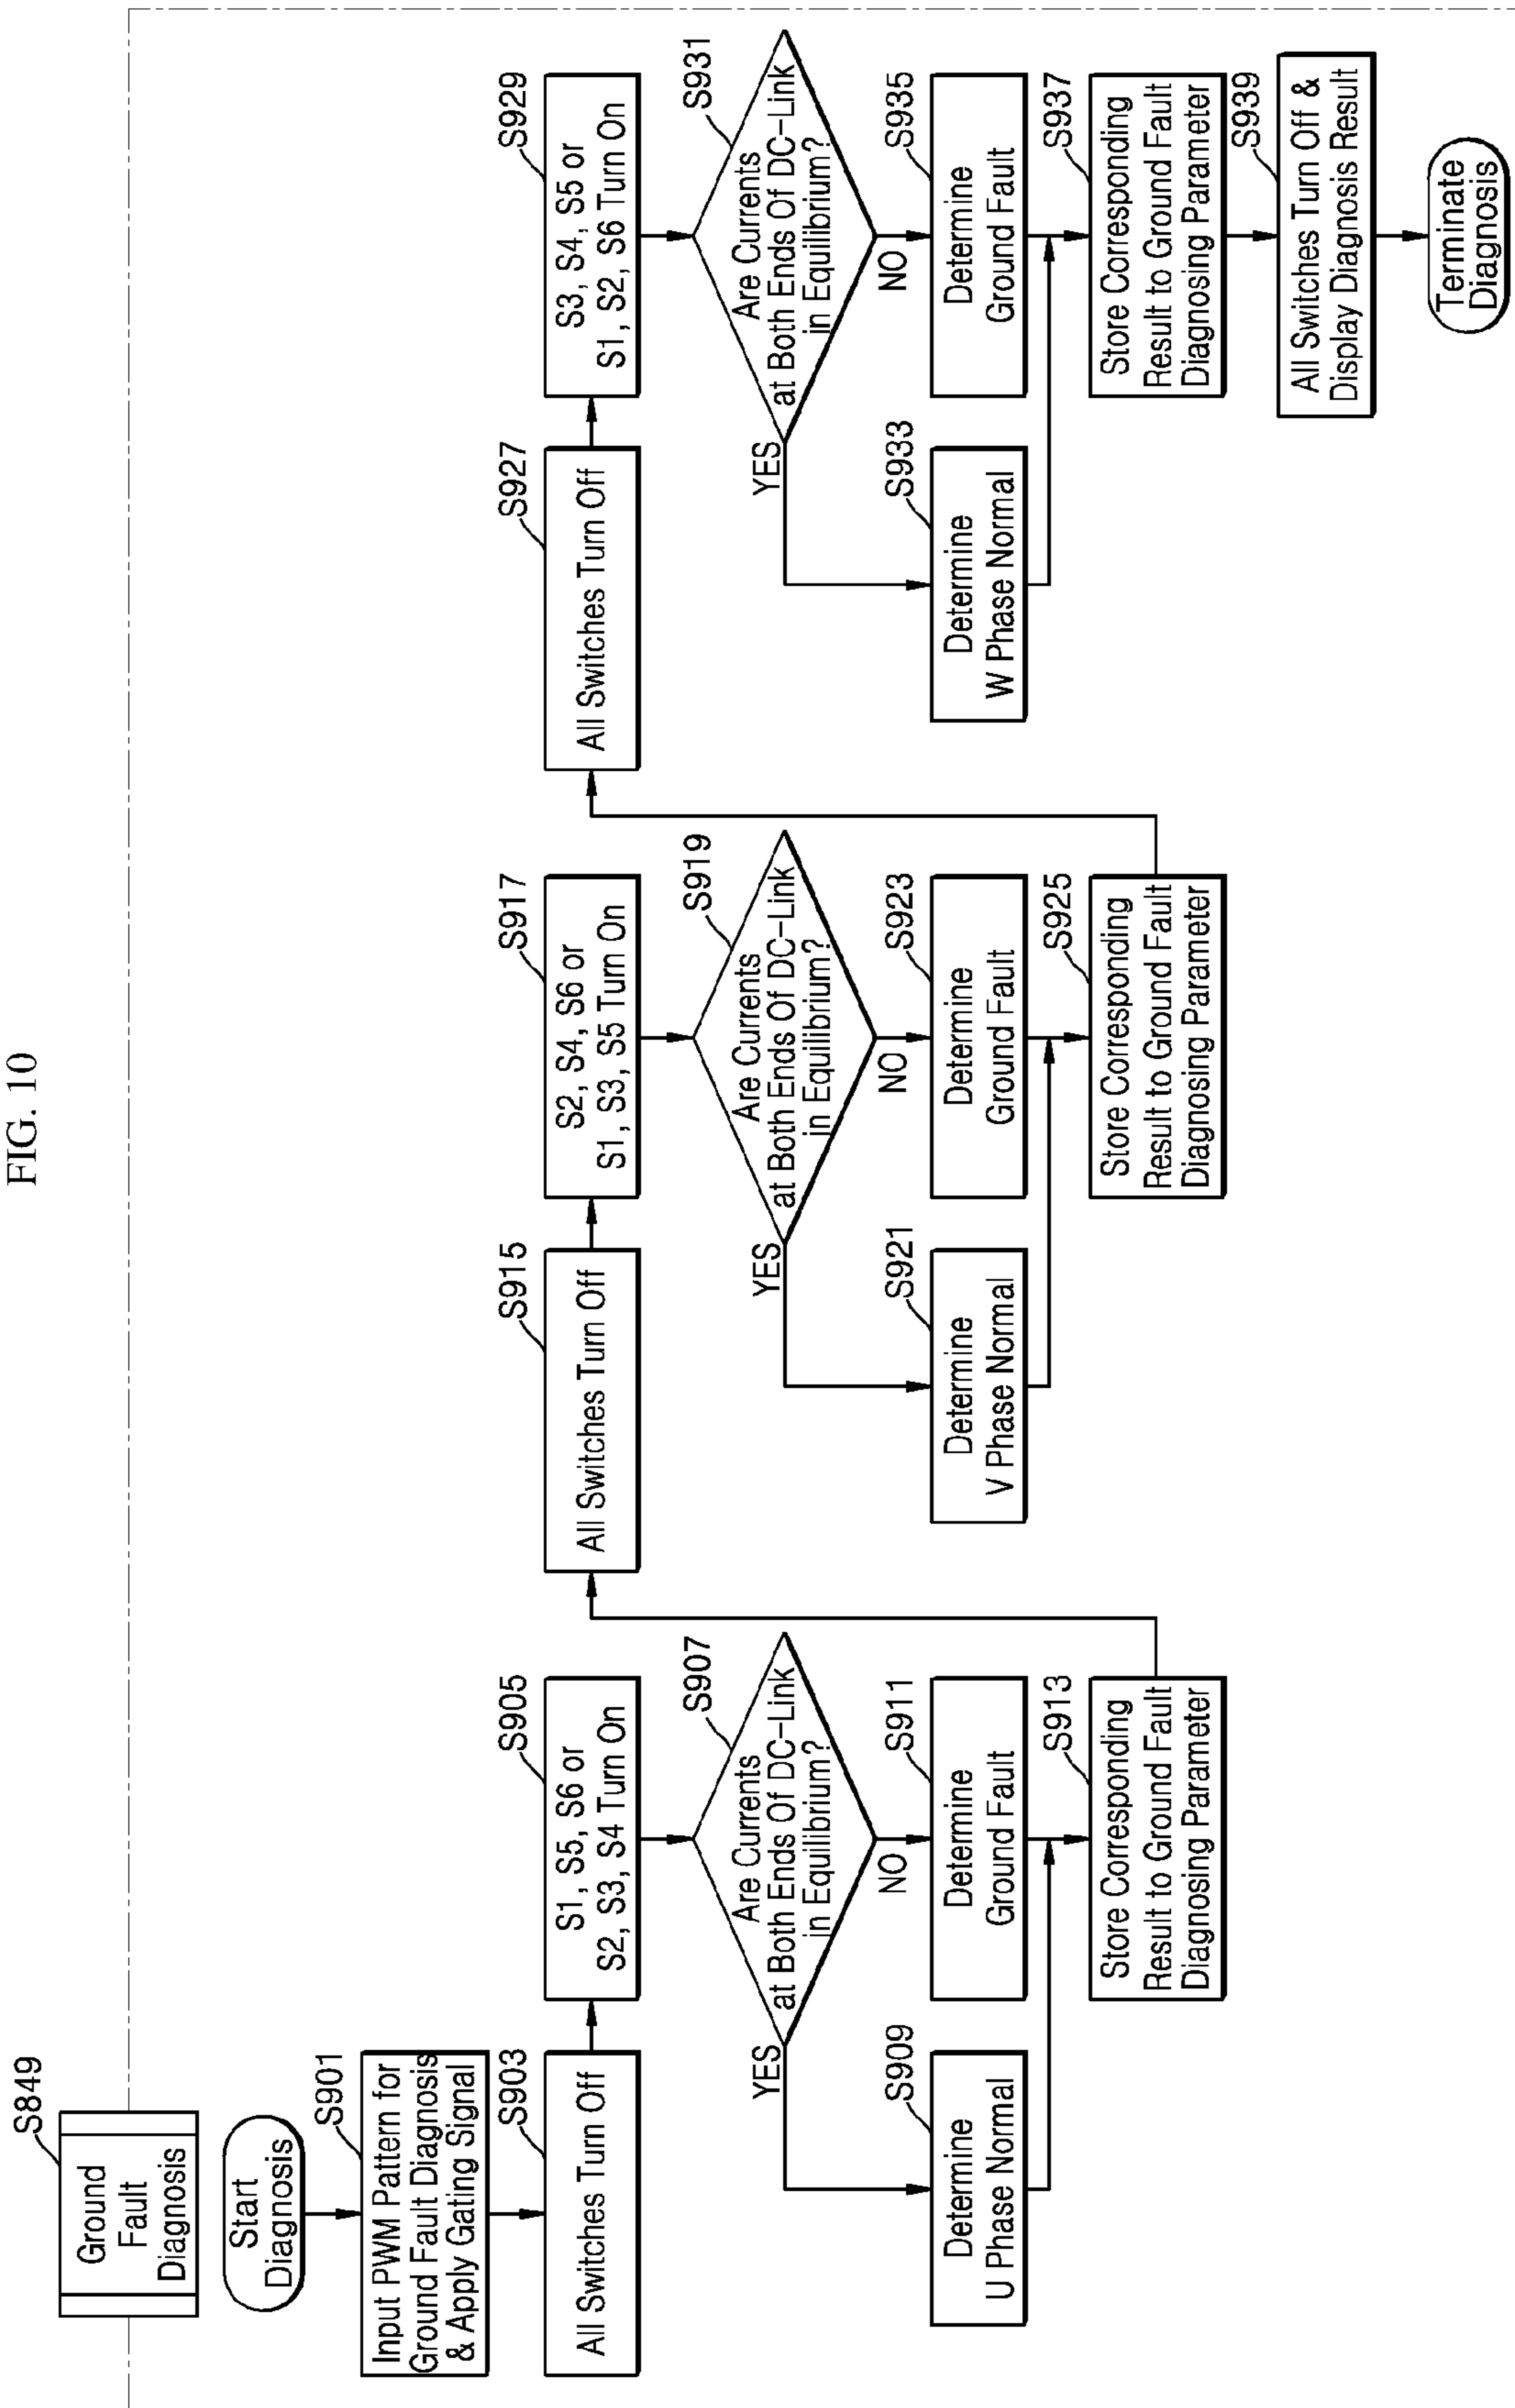 FIG. 10
S849
Ground
Fault
Diagnosis
Start
Diagnosis
S901
Input PWM Pattern for
Ground Fault Diagnosis
& Apply Gating Signal
S903
All Switches Turn Off
S905
S1, S5, S6 or
S2, S3, S4 Turn On
S907
Are Currents
at Both Ends Of DC-Link
in Equilibrium?
YES
NO
S909
Determine
U Phase Normal
S911
Determine
Ground Fault
S913
Store Corresponding
Result to Ground Fault
Diagnosing Parameter
S915
All Switches Turn Off
S917
S2, S4, S6 or
S1, S3, S5 Turn On
S919
Are Currents
at Both Ends Of DC-Link
in Equilibrium?
YES
NO
S921
Determine
V Phase Normal
S923
Determine
Ground Fault
S925
Store Corresponding
Result to Ground Fault
Diagnosing Parameter
S927
All Switches Turn Off
S929
S3, S4, S5 or
S1, S2, S6 Turn On
S931
Are Currents
at Both Ends Of DC-Link
in Equilibrium?
YES
NO
S933
Determine
W Phase Normal
S935
Determine
Ground Fault
S937
Store Corresponding
Result to Ground Fault
Diagnosing Parameter
S939
All Switches Turn Off &
Display Diagnosis Result
Terminate
Diagnosis